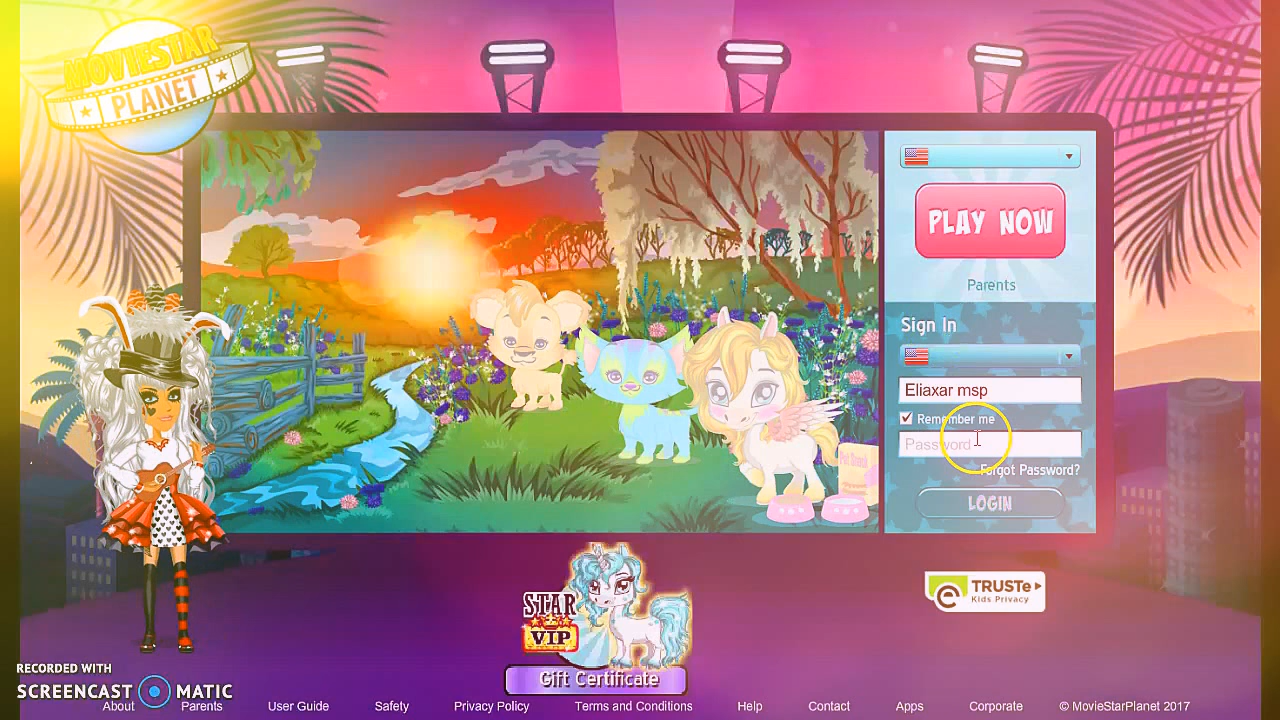 MOVIESTAR
PLANET
PLAY NOW
Parents
Sign In
Eliaxar msp
Remember me
Password
Forgot Password?
LOGIN
Pet Snack
TRUSTe
Kids Privacy
STAR
VIP
Gift Certificate
RECORDED WITH
SCREENCAST MATIC
About Parents User Guide Safety Privacy Policy Terms and Conditions Help Contact Apps Corporate © MovieStarPlanet 2017